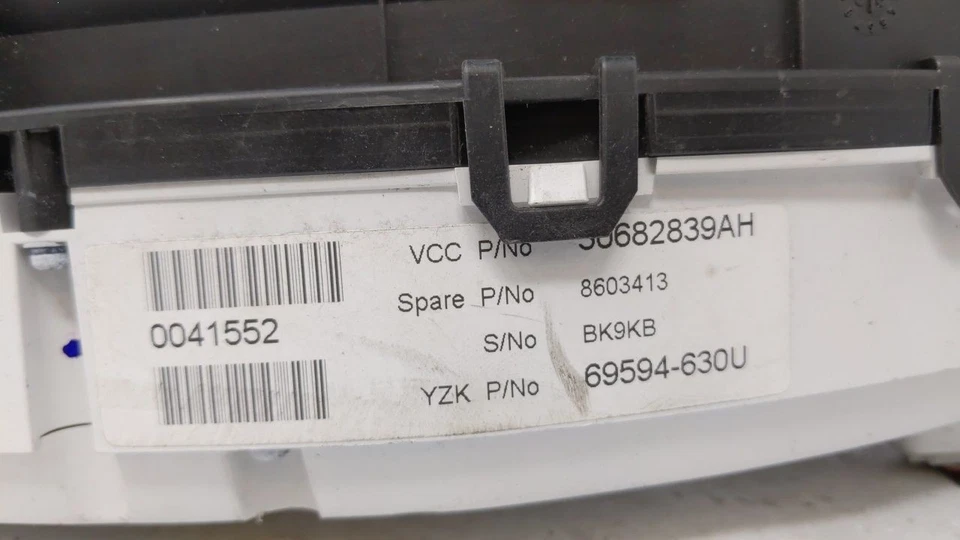 VCC P/No 30682839AH
Spare P/No 8603413
0041552
S/No BK9KB
YZK P/No 69594-630U